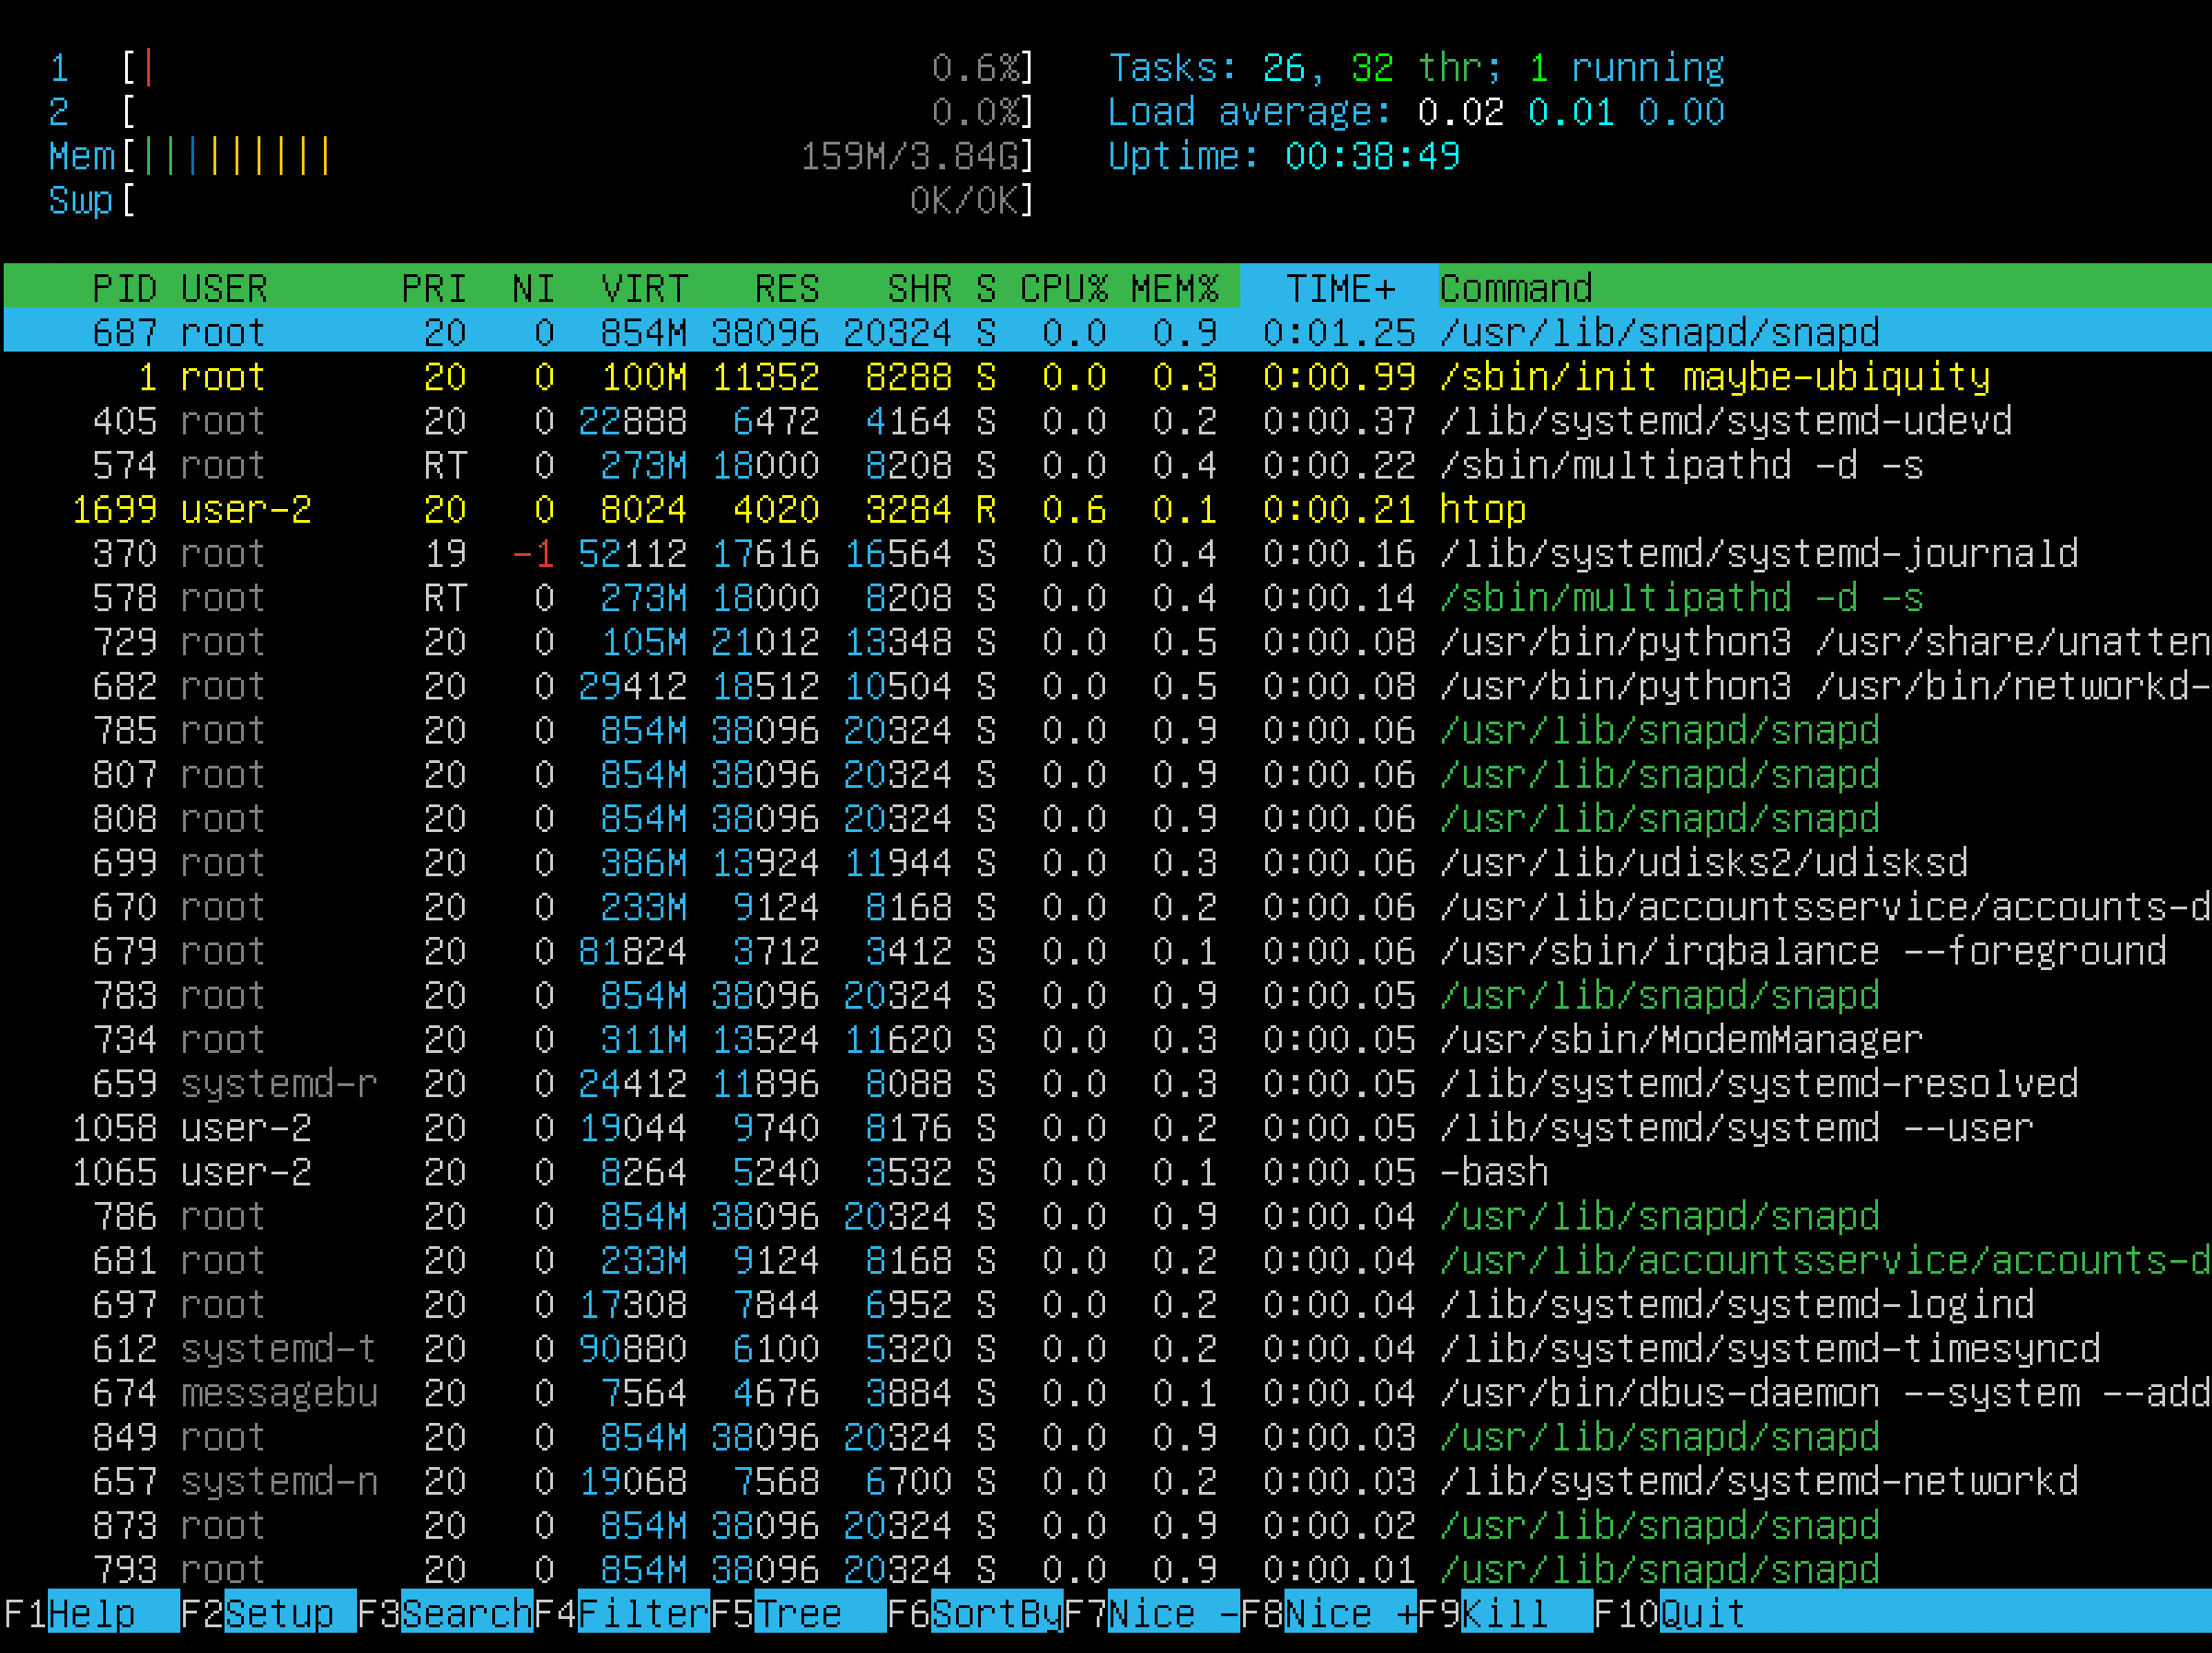 1 [| 0.6%] Tasks: 26, 32 thr; 1 running
2 [ 0.0%] Load average: 0.02 0.01 0.00
Mem[||||||||| 159M/3.84G] Uptime: 00:38:49
Swp[ 0K/0K]
PID USER PRI NI VIRT RES SHR S CPU% MEM% TIME+ Command
687 root 20 0 854M 38096 20324 S 0.0 0.9 0:01.25 /usr/lib/snapd/snapd
1 root 20 0 100M 11352 8288 S 0.0 0.3 0:00.99 /sbin/init maybe-ubiquity
405 root 20 0 22888 6472 4164 S 0.0 0.2 0:00.37 /lib/systemd/systemd-udevd
574 root RT 0 273M 18000 8208 S 0.0 0.4 0:00.22 /sbin/multipathd -d -s
1699 user-2 20 0 8024 4020 3284 R 0.6 0.1 0:00.21 htop
370 root 19 -1 52112 17616 16564 S 0.0 0.4 0:00.16 /lib/systemd/systemd-journald
578 root RT 0 273M 18000 8208 S 0.0 0.4 0:00.14 /sbin/multipathd -d -s
729 root 20 0 105M 21012 13348 S 0.0 0.5 0:00.08 /usr/bin/python3 /usr/share/unatten
682 root 20 0 29412 18512 10504 S 0.0 0.5 0:00.08 /usr/bin/python3 /usr/bin/networkd-
785 root 20 0 854M 38096 20324 S 0.0 0.9 0:00.06 /usr/lib/snapd/snapd
807 root 20 0 854M 38096 20324 S 0.0 0.9 0:00.06 /usr/lib/snapd/snapd
808 root 20 0 854M 38096 20324 S 0.0 0.9 0:00.06 /usr/lib/snapd/snapd
699 root 20 0 386M 13924 11944 S 0.0 0.3 0:00.06 /usr/lib/udisks2/udisksd
670 root 20 0 233M 9124 8168 S 0.0 0.2 0:00.06 /usr/lib/accountsservice/accounts-d
679 root 20 0 81824 3712 3412 S 0.0 0.1 0:00.06 /usr/sbin/irqbalance --foreground
783 root 20 0 854M 38096 20324 S 0.0 0.9 0:00.05 /usr/lib/snapd/snapd
734 root 20 0 311M 13524 11620 S 0.0 0.3 0:00.05 /usr/sbin/ModemManager
659 systemd-r 20 0 24412 11896 8088 S 0.0 0.3 0:00.05 /lib/systemd/systemd-resolved
1058 user-2 20 0 19044 9740 8176 S 0.0 0.2 0:00.05 /lib/systemd/systemd --user
1065 user-2 20 0 8264 5240 3532 S 0.0 0.1 0:00.05 -bash
786 root 20 0 854M 38096 20324 S 0.0 0.9 0:00.04 /usr/lib/snapd/snapd
681 root 20 0 233M 9124 8168 S 0.0 0.2 0:00.04 /usr/lib/accountsservice/accounts-d
697 root 20 0 17308 7844 6952 S 0.0 0.2 0:00.04 /lib/systemd/systemd-logind
612 systemd-t 20 0 90880 6100 5320 S 0.0 0.2 0:00.04 /lib/systemd/systemd-timesyncd
674 messagebu 20 0 7564 4676 3884 S 0.0 0.1 0:00.04 /usr/bin/dbus-daemon --system --add
849 root 20 0 854M 38096 20324 S 0.0 0.9 0:00.03 /usr/lib/snapd/snapd
657 systemd-n 20 0 19068 7568 6700 S 0.0 0.2 0:00.03 /lib/systemd/systemd-networkd
873 root 20 0 854M 38096 20324 S 0.0 0.9 0:00.02 /usr/lib/snapd/snapd
793 root 20 0 854M 38096 20324 S 0.0 0.9 0:00.01 /usr/lib/snapd/snapd
F1Help F2Setup F3SearchF4FilterF5Tree F6SortByF7Nice -F8Nice +F9Kill F10Quit